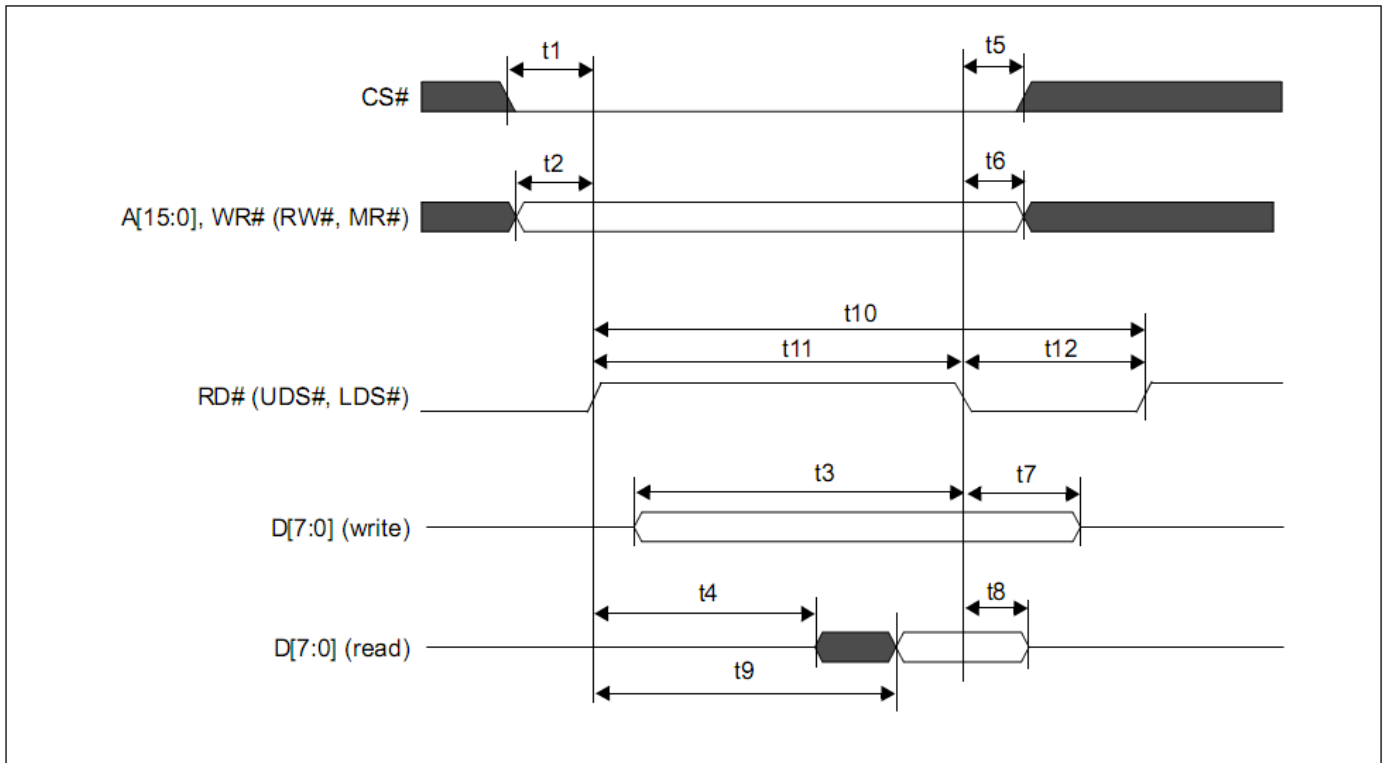 t1
t5
CS#
t2
t6
A[15:0], WR# (RW#, MR#)
t10
t11
t12
RD# (UDS#, LDS#)
t3
t7
D[7:0] (write)
t4
t8
D[7:0] (read)
t9